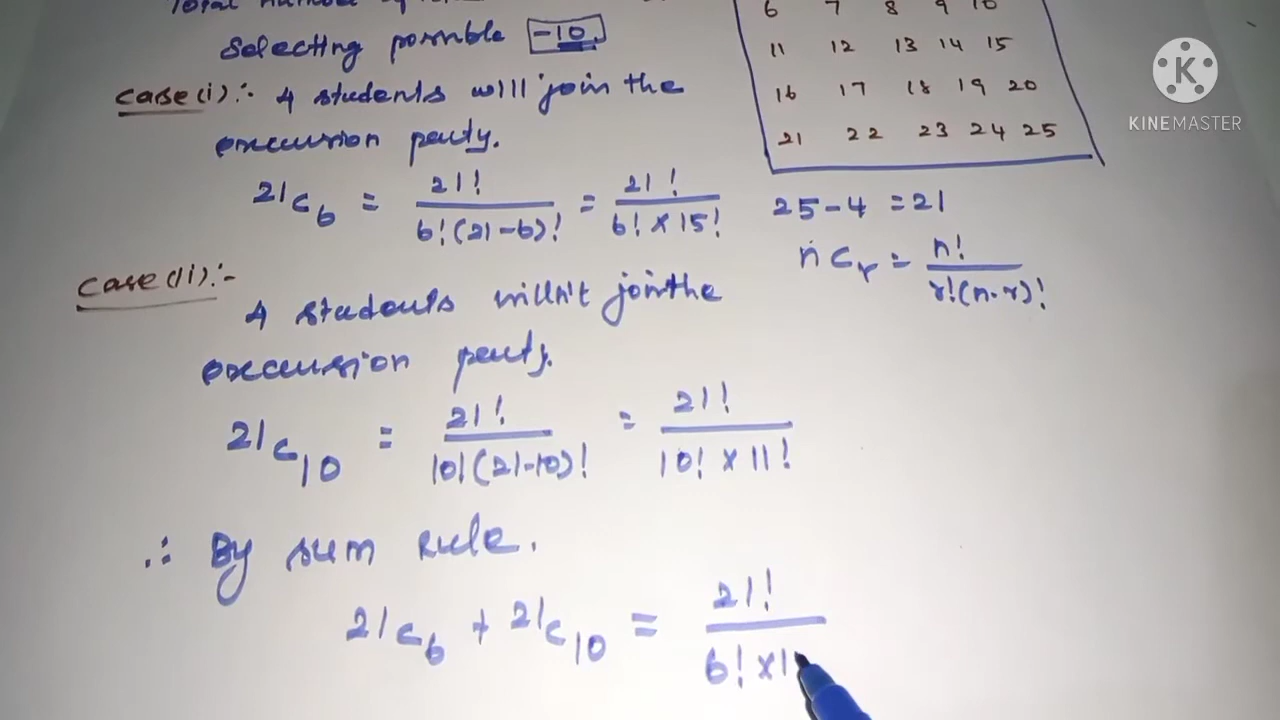 Total number of
selecting possible -10.
6 7 8 9 10
11 12 13 14 15
16 17 18 19 20
21 22 23 24 25
case(i):- 4 students will join the
excursion party.
21C6 = 21!/6!(21-6)! = 21!/6! × 15!
25-4 = 21
nCr = n!/r!(n-r)!
case(ii):-
4 students willn't join the
excursion party.
21C10 = 21!/10!(21-10)! = 21!/10! × 11!
∴ By sum rule.
21C6 + 21C10 = 21!/6! ×1
KINEMASTER